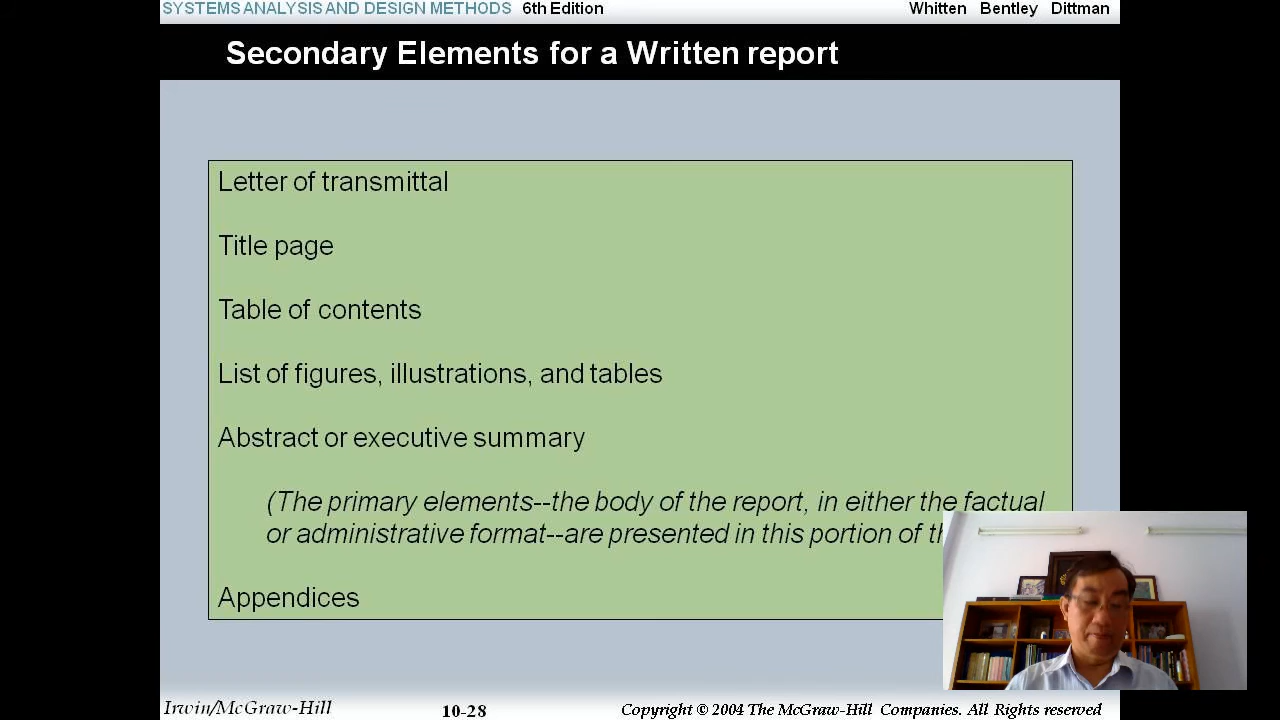 SYSTEMS ANALYSIS AND DESIGN METHODS 6th Edition Whitten Bentley Dittman
Secondary Elements for a Written report
Letter of transmittal
Title page
Table of contents
List of figures, illustrations, and tables
Abstract or executive summary
(The primary elements--the body of the report, in either the factual
or administrative format--are presented in this portion of
Appendices
Irwin/McGraw-Hill 10-28 Copyright © 2004 The McGraw-Hill Companies. All Rights reserved